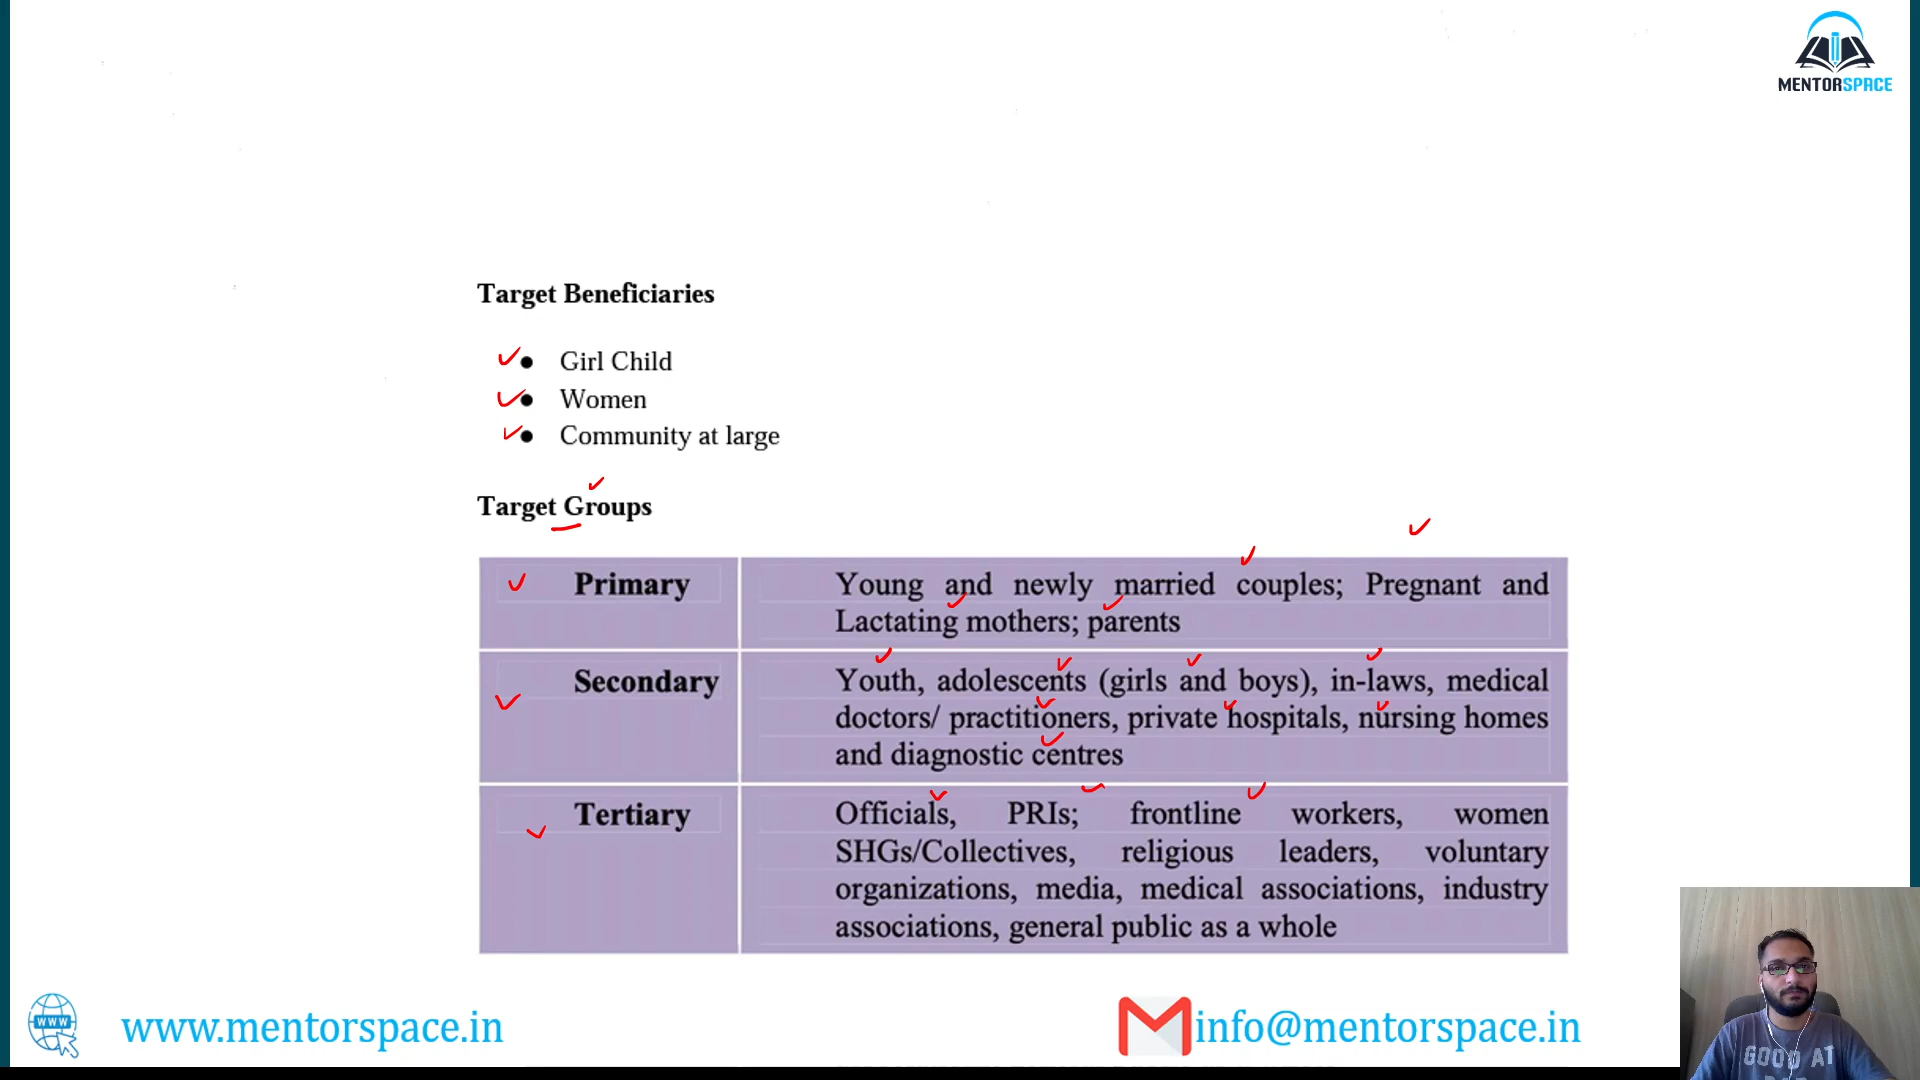 MENTORSPACE
Target Beneficiaries
● Girl Child
● Women
● Community at large
Target Groups
Primary
Young and newly married couples; Pregnant and
Lactating mothers; parents
Secondary
Youth, adolescents (girls and boys), in-laws, medical
doctors/ practitioners, private hospitals, nursing homes
and diagnostic centres
Tertiary
Officials, PRIs; frontline workers, women
SHGs/Collectives, religious leaders, voluntary
organizations, media, medical associations, industry
associations, general public as a whole
WWW
www.mentorspace.in
info@mentorspace.in
GOOD AT